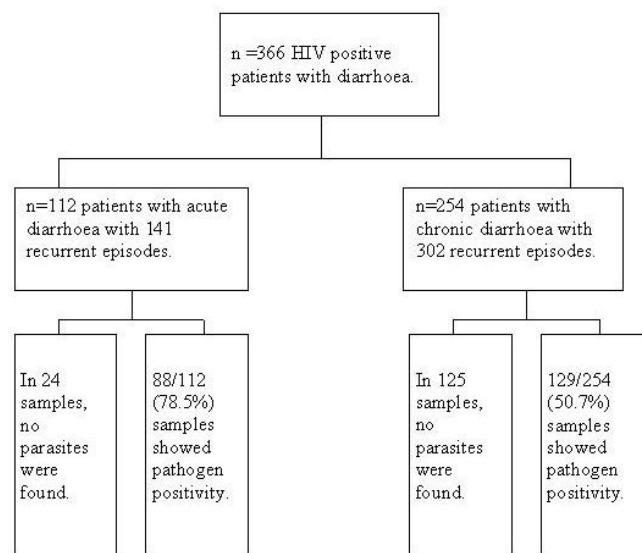 n =366 HIV positive
patients with diarrhoea.
n=112 patients with acute
diarrhoea with 141
recurrent episodes.
n=254 patients with
chronic diarrhoea with
302 recurrent episodes.
In 24
samples,
no
parasites
were
found.
88/112
(78.5%)
samples
showed
pathogen
positivity.
In 125
samples,
no
parasites
were
found.
129/254
(50.7%)
samples
showed
pathogen
positivity.